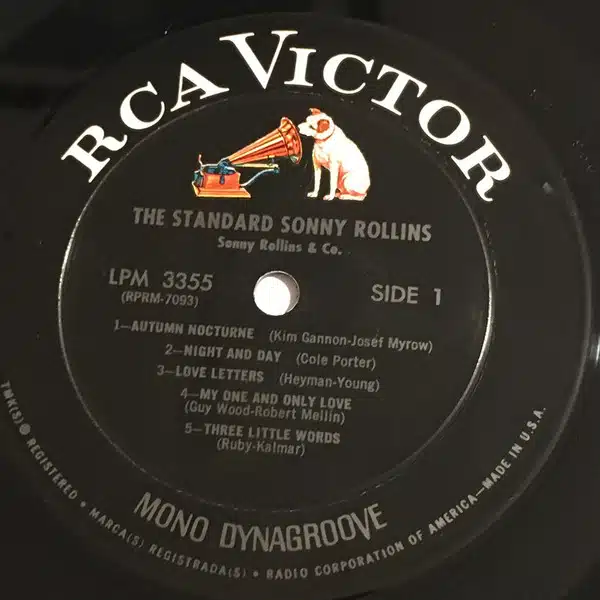 RCA VICTOR
THE STANDARD SONNY ROLLINS
Sonny Rollins & Co.
LPM 3355
(RPRM-7093)
SIDE 1
1—AUTUMN NOCTURNE (Kim Gannon-Josef Myrow)
2—NIGHT AND DAY (Cole Porter)
3—LOVE LETTERS (Heyman-Young)
4—MY ONE AND ONLY LOVE
(Guy Wood-Robert Mellin)
5—THREE LITTLE WORDS
(Ruby-Kalmar)
MONO DYNAGROOVE
TMK(S) ® REGISTERED • MARCA(S) REGISTRADA(S) • RADIO CORPORATION OF AMERICA—MADE IN U.S.A.